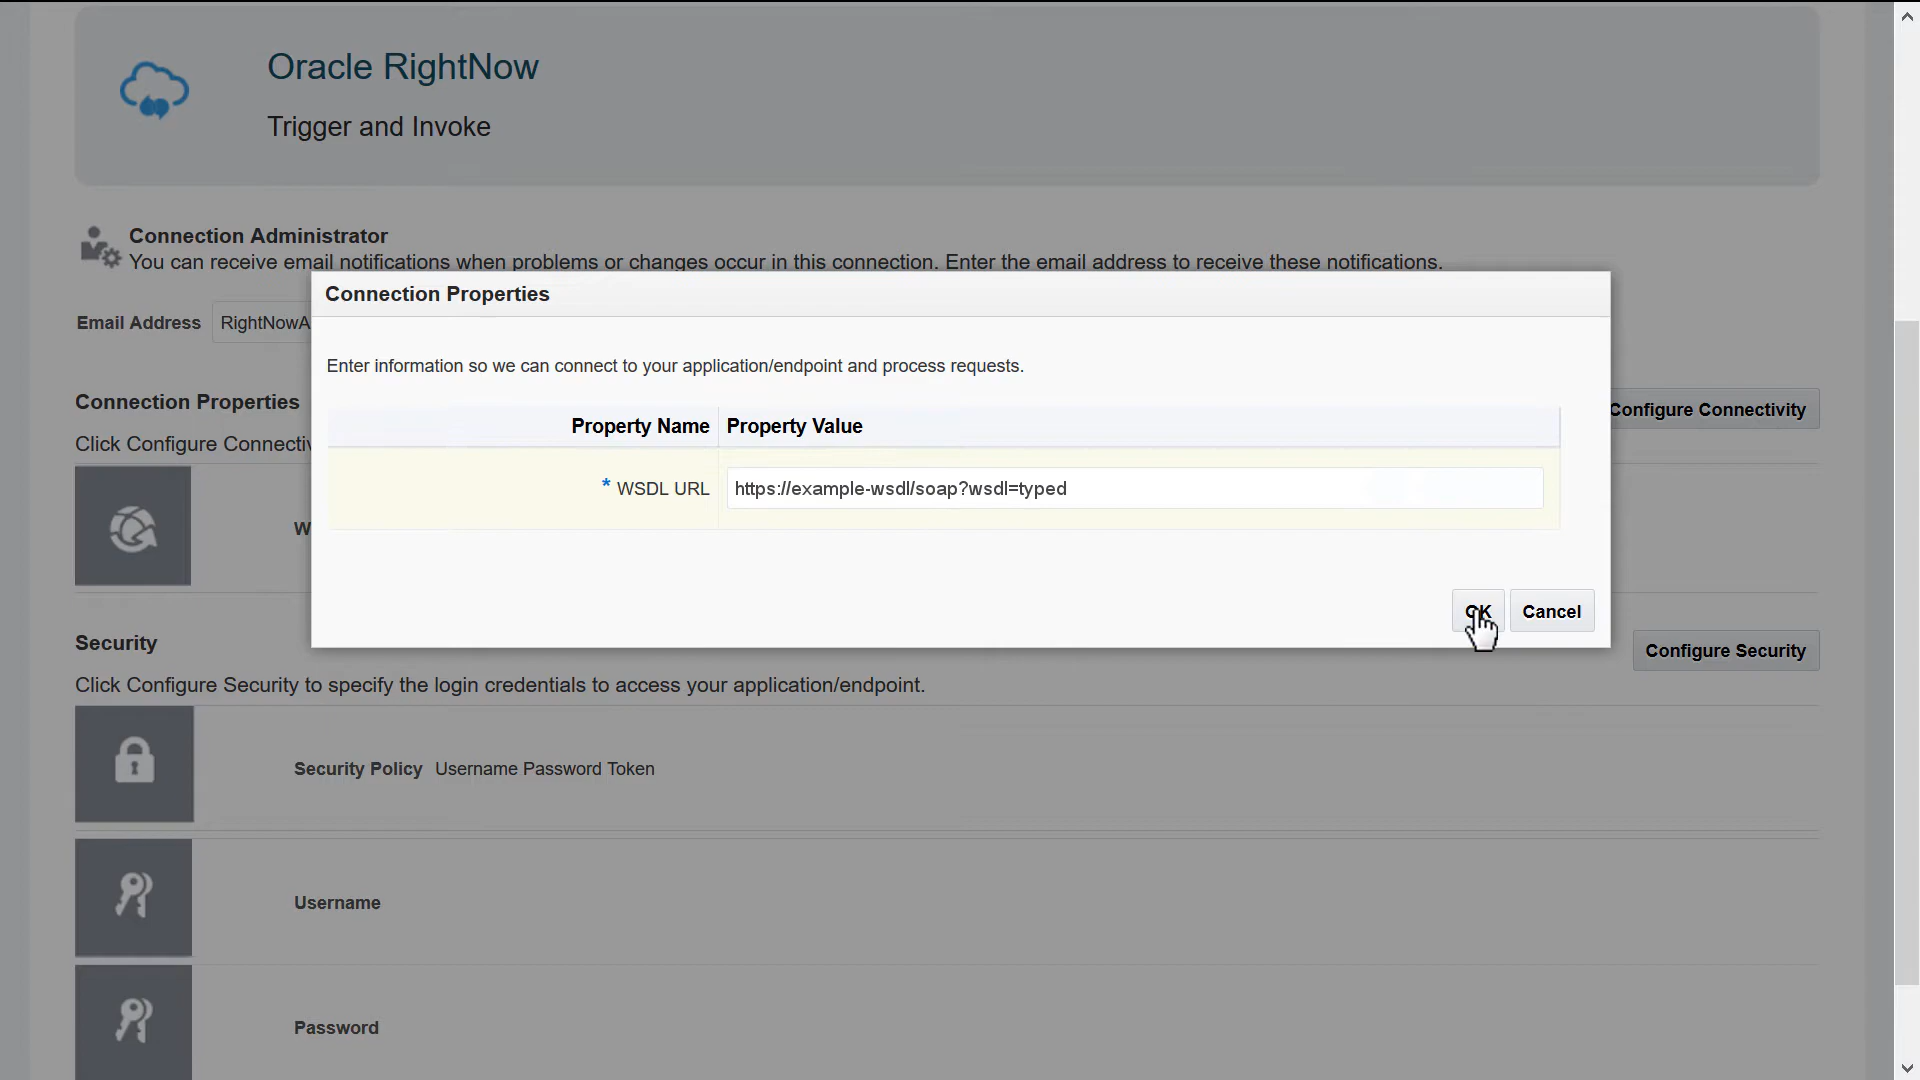 Oracle RightNow
Trigger and Invoke
Connection Administrator
You can receive email notifications when problems or changes occur in this connection. Enter the email address to receive these notifications.
Connection Properties
Email Address RightNowA
Enter information so we can connect to your application/endpoint and process requests.
Connection Properties
Configure Connectivity
Property Name Property Value
Click Configure Connectiv
* WSDL URL https://example-wsdl/soap?wsdl=typed
W
OK Cancel
Security
Configure Security
Click Configure Security to specify the login credentials to access your application/endpoint.
Security Policy Username Password Token
Username
Password